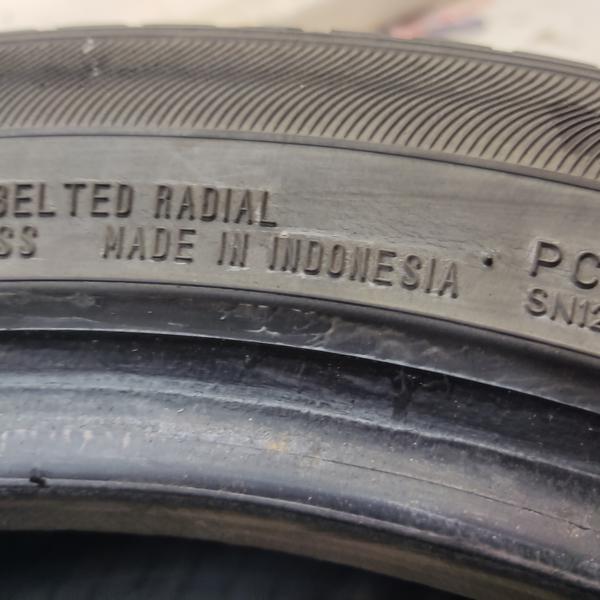 BELTED RADIAL
SS MADE IN INDONESIA
PC
SN12